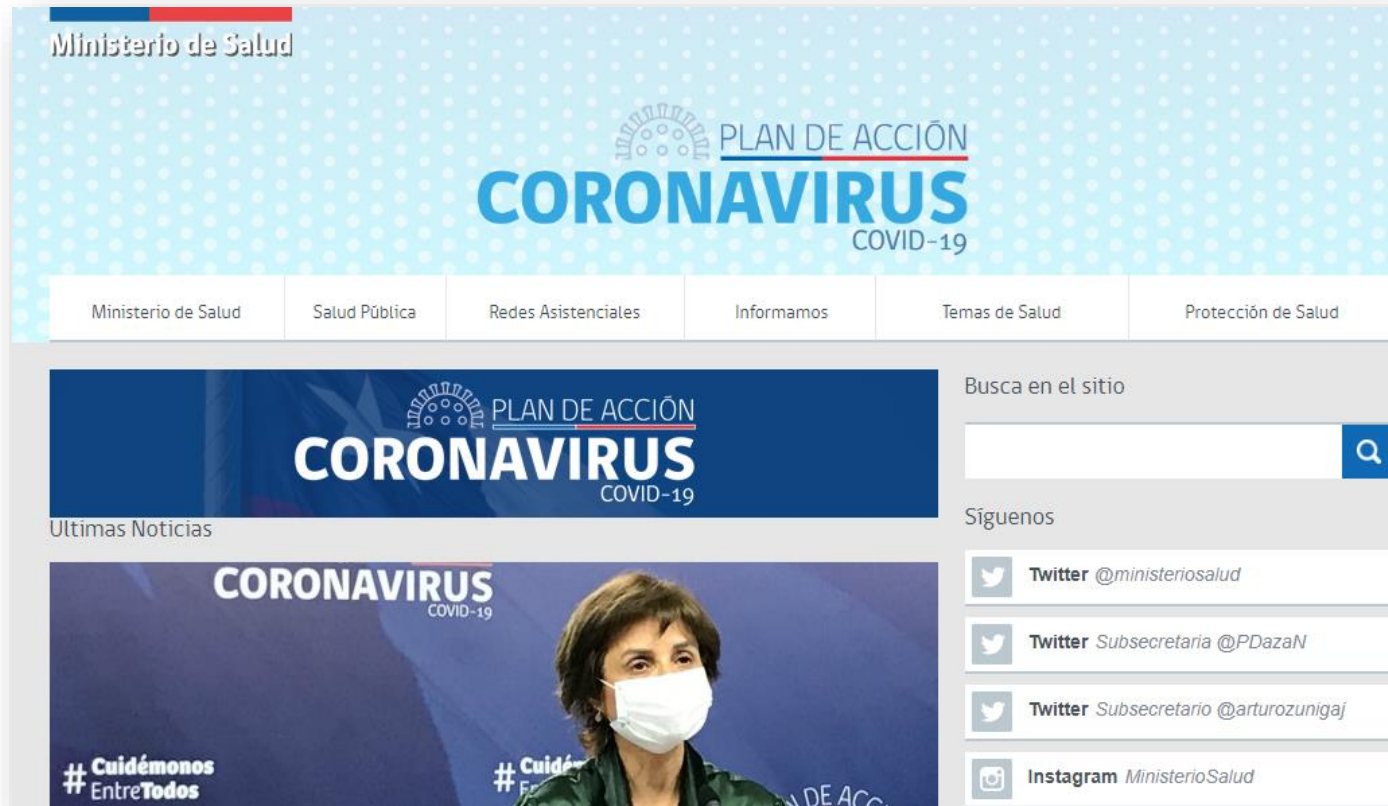 Ministerio de Salud
PLAN DE ACCIÓN
CORONAVIRUS
COVID-19
Ministerio de Salud
Salud Pública
Redes Asistenciales
Informamos
Temas de Salud
Protección de Salud
PLAN DE ACCIÓN
CORONAVIRUS
COVID-19
Ultimas Noticias
CORONAVIRUS
COVID-19
# Cuidémonos
EntreTodos
#
DE
Busca en el sitio
Síguenos
Twitter @ministeriosalud
Twitter Subsecretaria @PDazaN
Twitter Subsecretario @arturozunigaj
Instagram MinisterioSalud